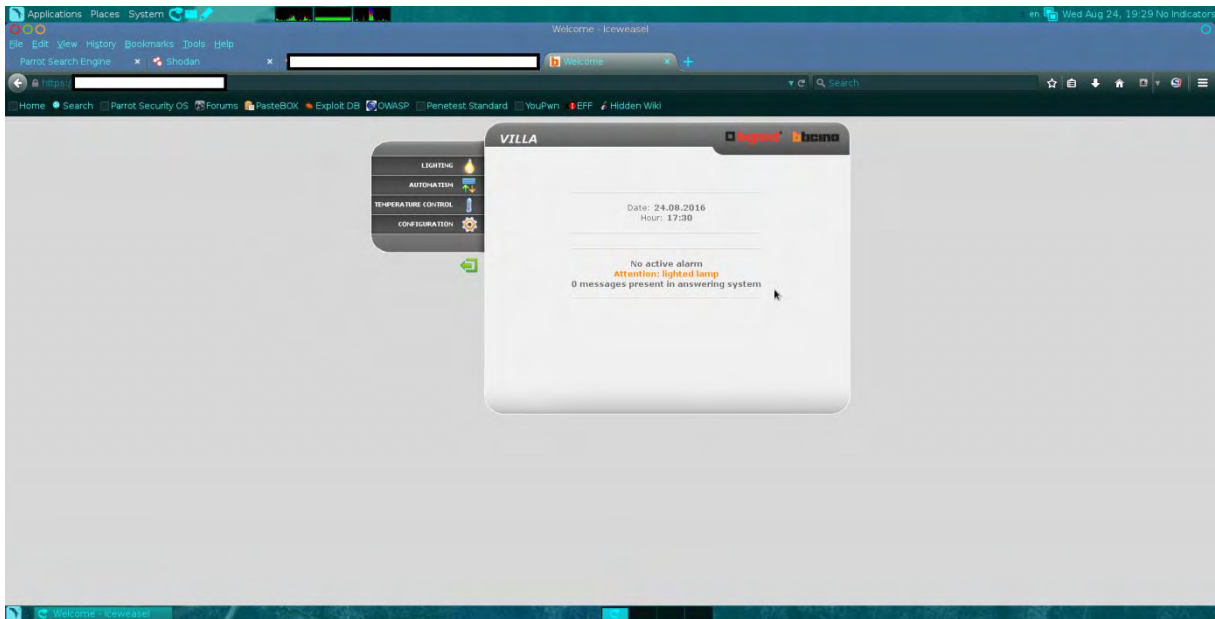 Applications Places System
en Wed Aug 24, 19:29 No Indicators
Welcome - Iceweasel
File Edit View History Bookmarks Tools Help
Parrot Search Engine × Shodan × Welcome × +
https:/ Search
Home Search Parrot Security OS Forums PasteBOX Exploit DB OWASP Penetest Standard YouPwn EFF Hidden Wiki
VILLA legrand bticino
LIGHTING
AUTOMATISM
TEMPERATURE CONTROL
CONFIGURATION
Date: 24.08.2016
Hour: 17:30
No active alarm
Attention: lighted lamp
0 messages present in answering system
Welcome - Iceweasel